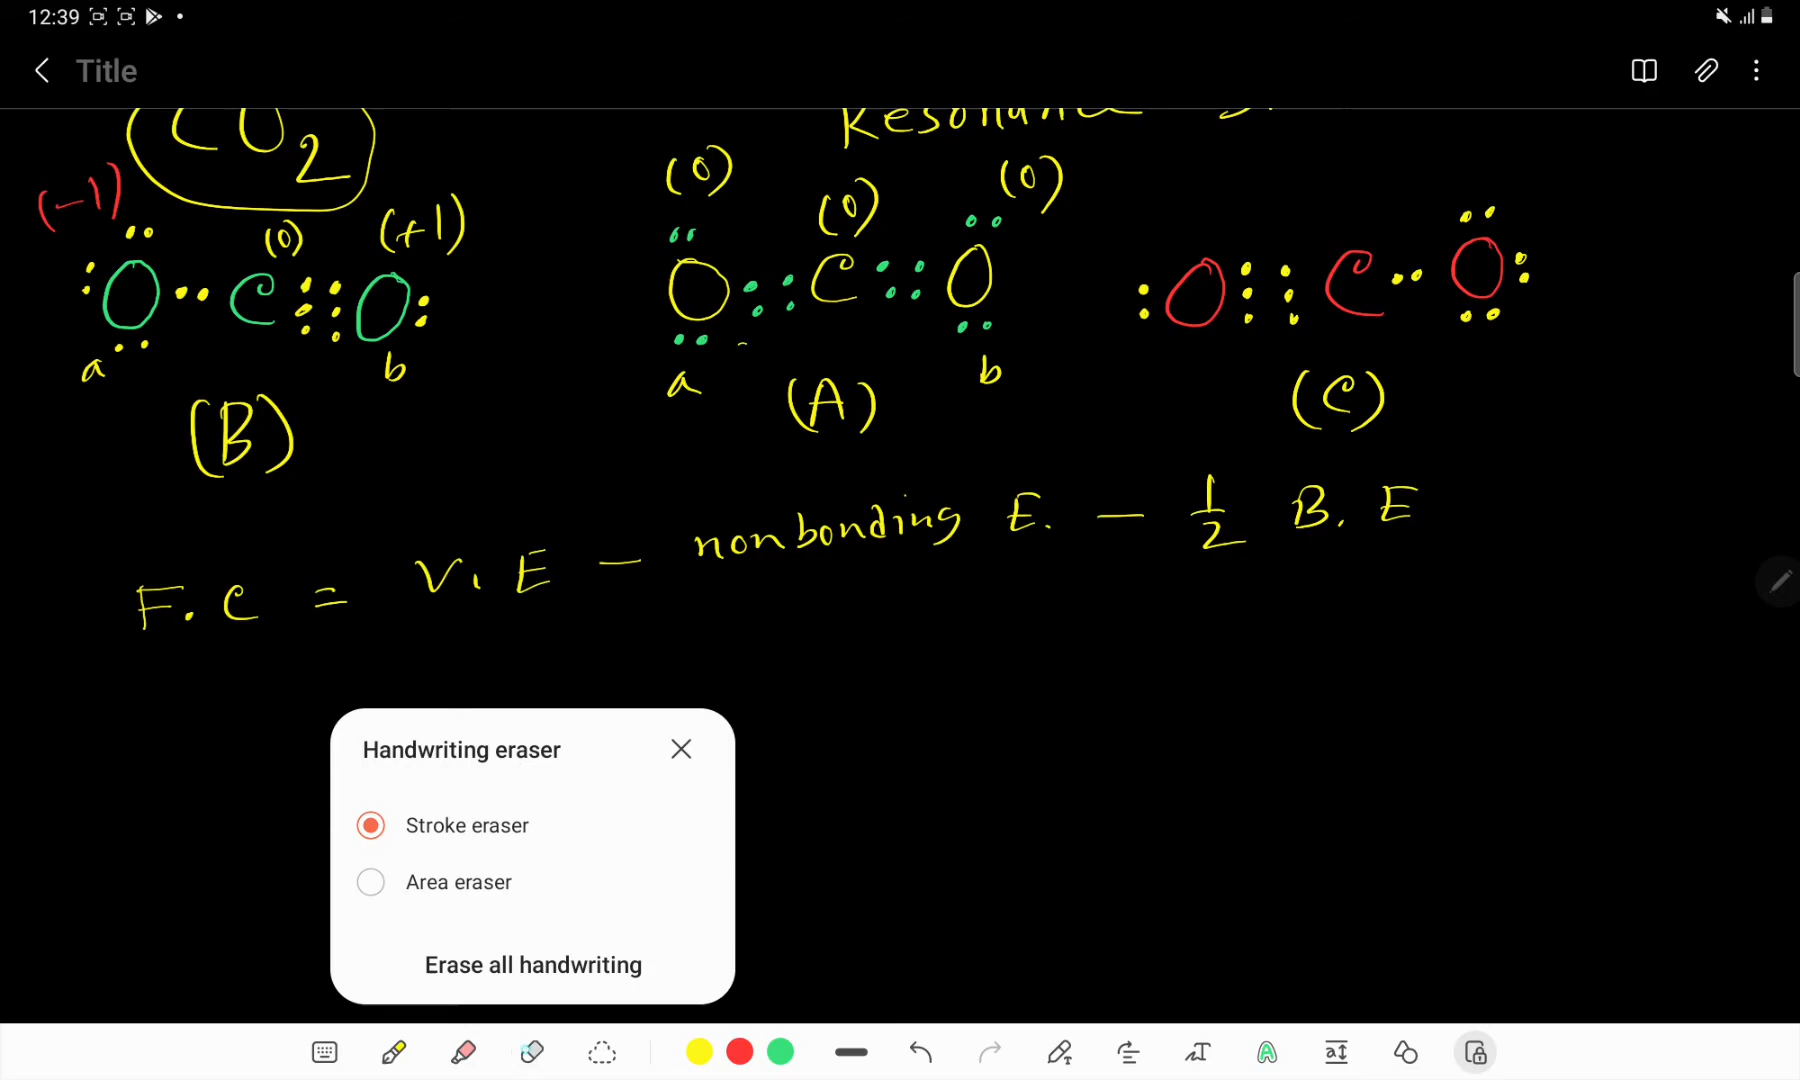 12:39
Title
CO2
Resonance
(-1) (0) (+1)
(0) (0) (0)
O C O
O C O
O C O
a b
a b
(B)
(A)
(C)
F.C = V.E - nonbonding E. - 1/2 B.E
Handwriting eraser
Stroke eraser
Area eraser
Erase all handwriting